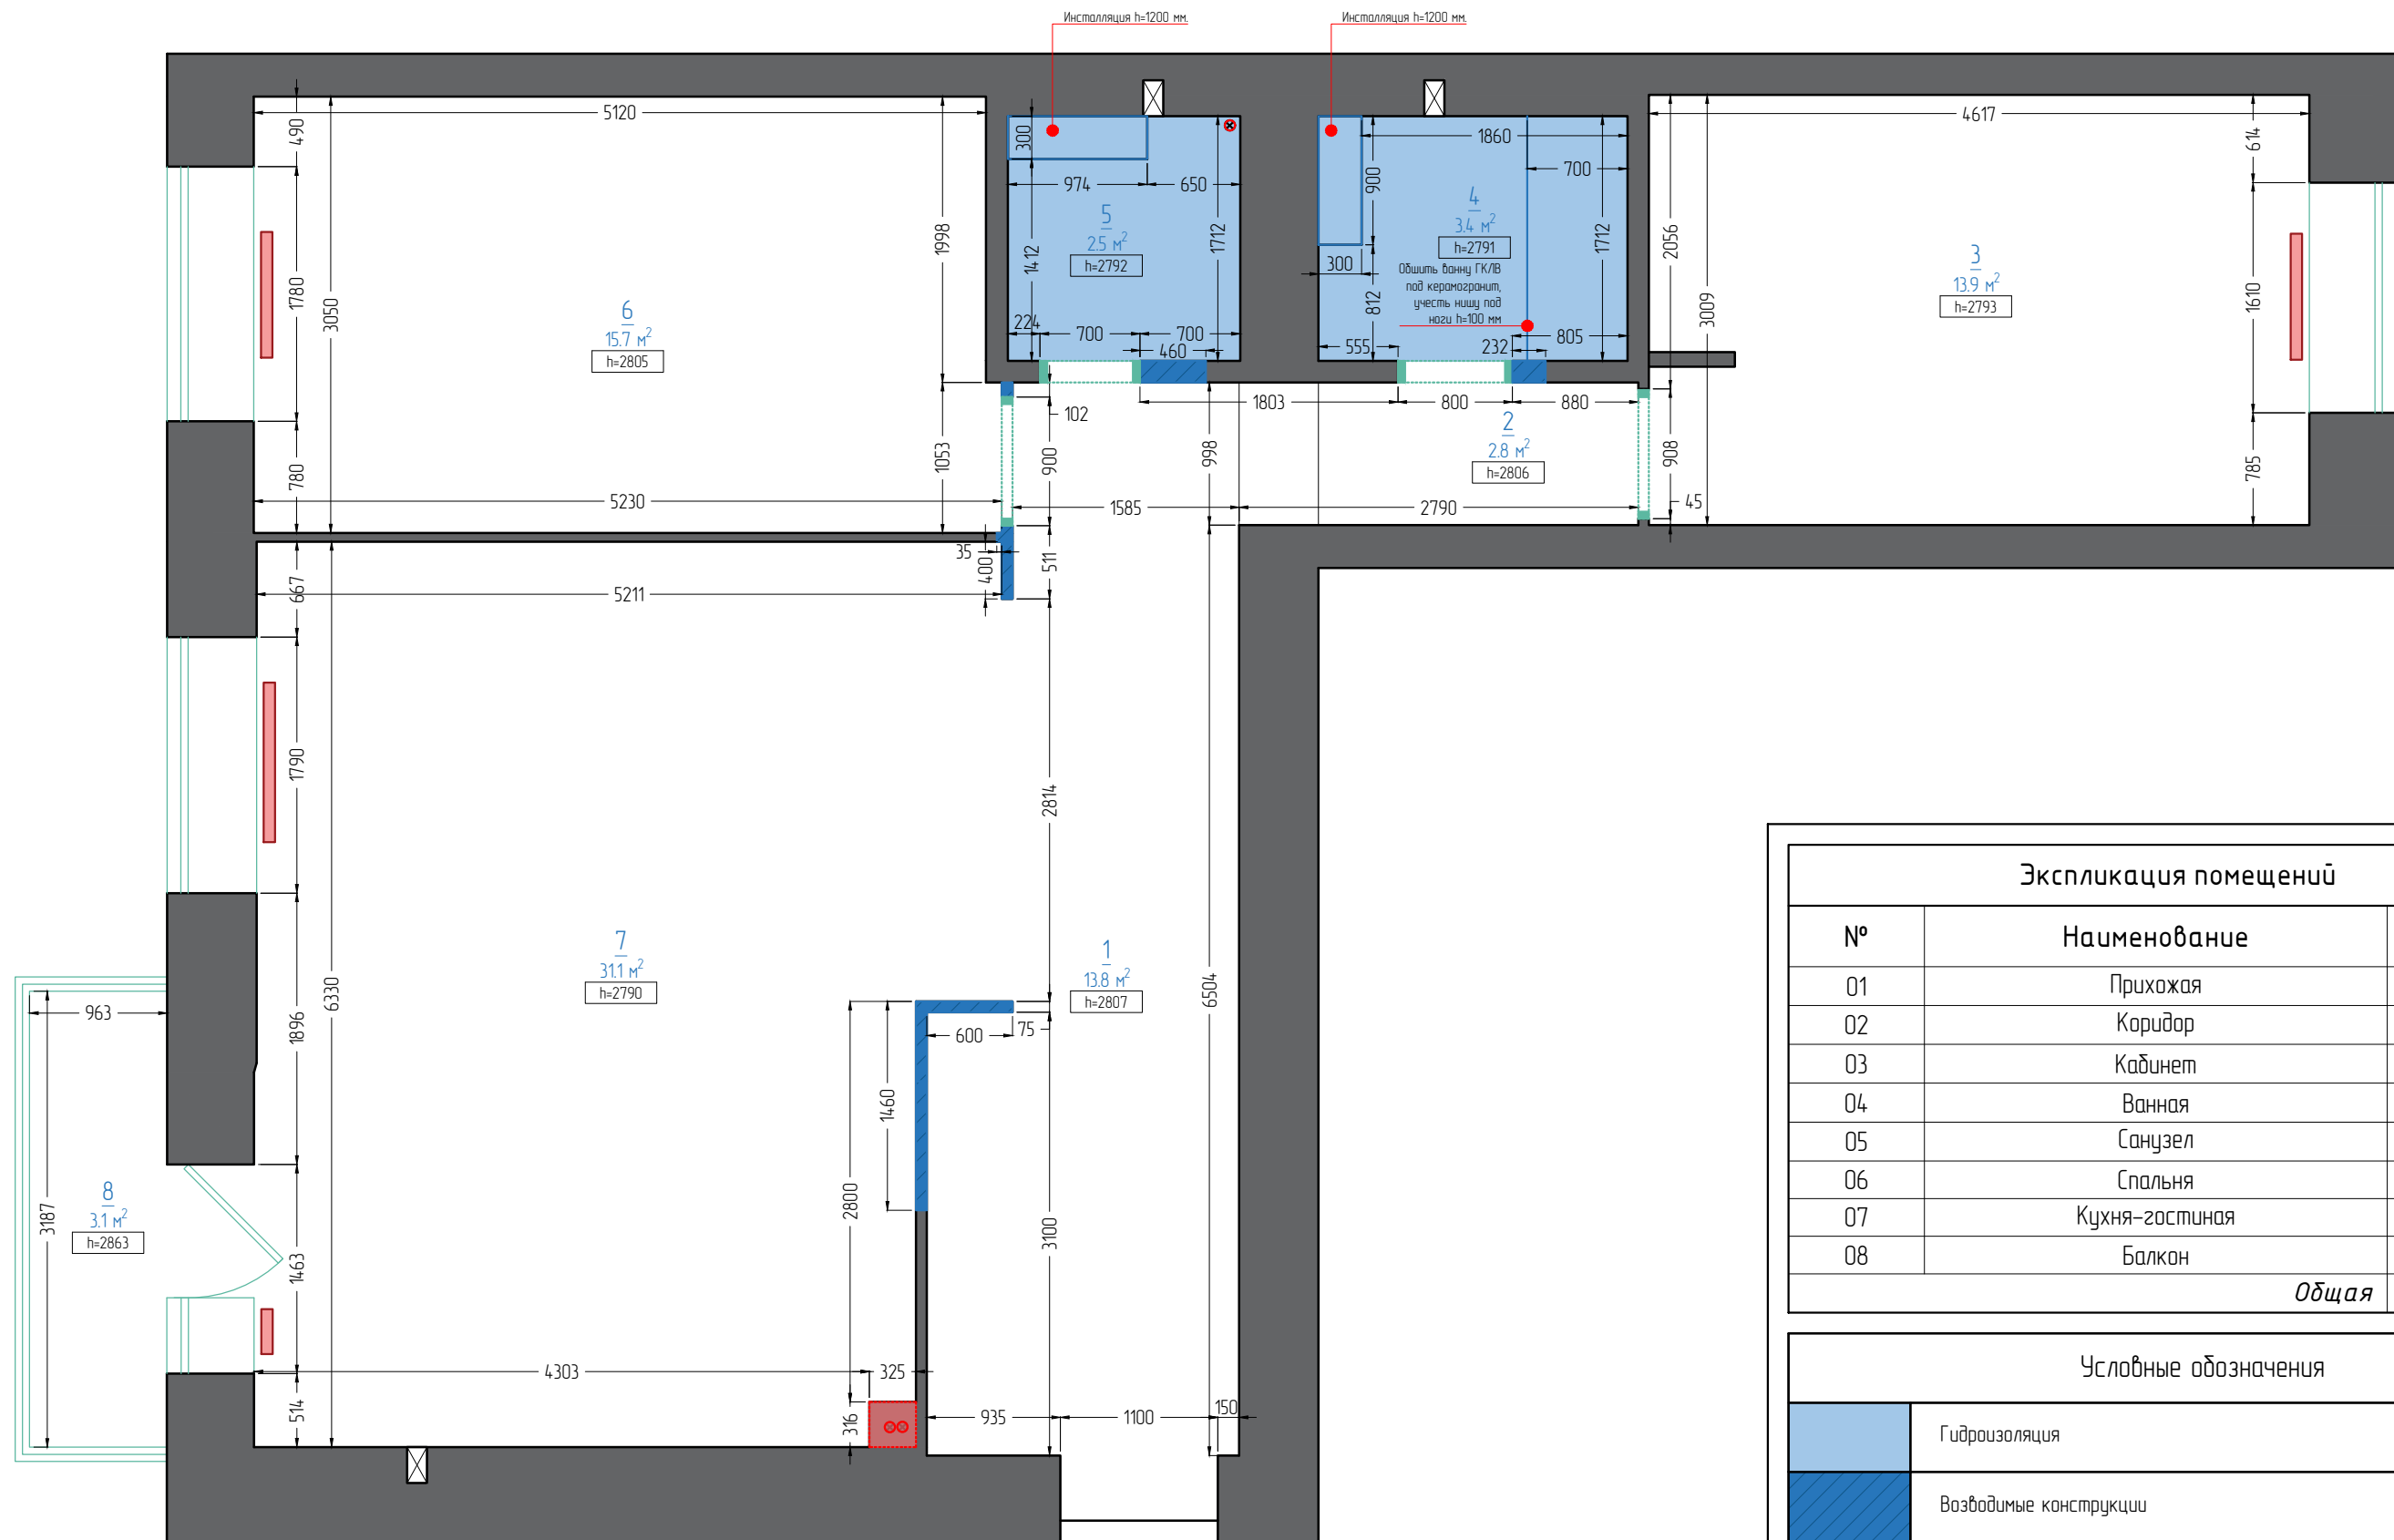 Инсталляция h=1200 мм.
Инсталляция h=1200 мм.
5120
490
1780
3050
780
1998
1053
5230
6
15.7 м²
h=2805
300
974
650
5
2.5 м²
h=2792
1412
1712
224
700
700
460
1860
700
900
4
3.4 м²
h=2791
300
812
1712
Обшить ванну ГКЛВ
под керамогранит,
учесть нишу под
ноги h=100 мм
555
232
805
4617
614
2056
3009
1610
785
3
13.9 м²
h=2793
102
900
1803
800
880
998
2
2.8 м²
h=2806
908
45
1585
2790
35
400
511
5211
667
1790
1896
6330
1463
514
2814
7
31.1 м²
h=2790
1
13.8 м²
h=2807
6504
963
3187
8
3.1 м²
h=2863
600
75
1460
2800
3100
4303
325
316
935
1100
150
Экспликация помещений
№ Наименование
01 Прихожая
02 Коридор
03 Кабинет
04 Ванная
05 Санузел
06 Спальня
07 Кухня-гостиная
08 Балкон
Общая
Условные обозначения
Гидроизоляция
Возводимые конструкции